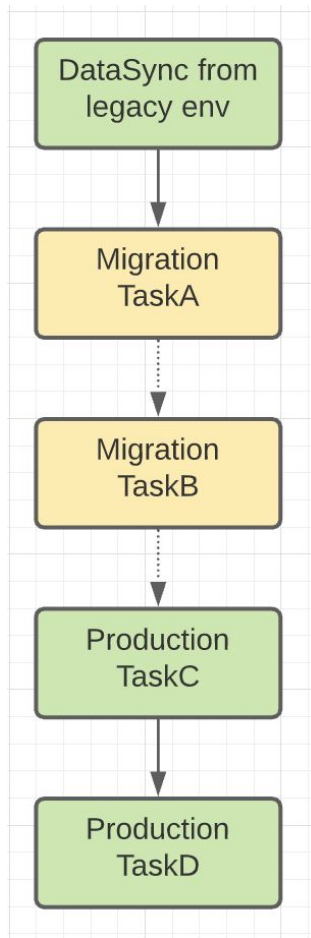 DataSync from
legacy env
Migration
TaskA
Migration
TaskB
Production
TaskC
Production
TaskD